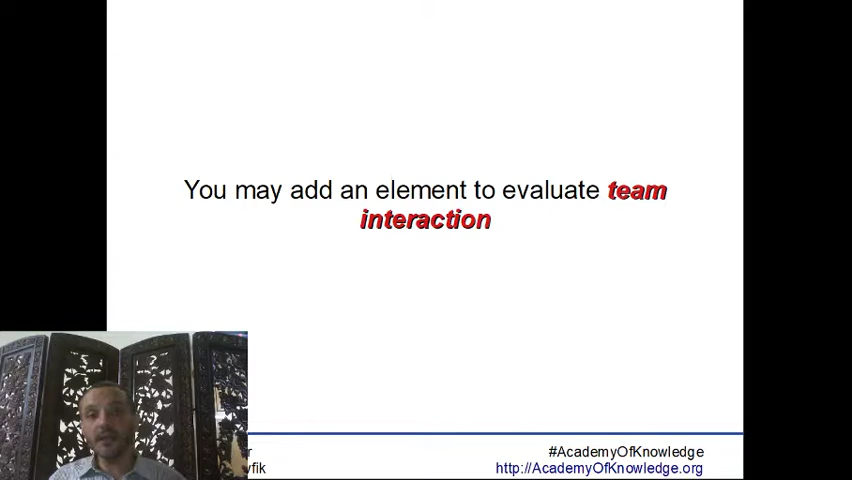 You may add an element to evaluate team
interaction
#AcademyOfKnowledge
http://AcademyOfKnowledge.org